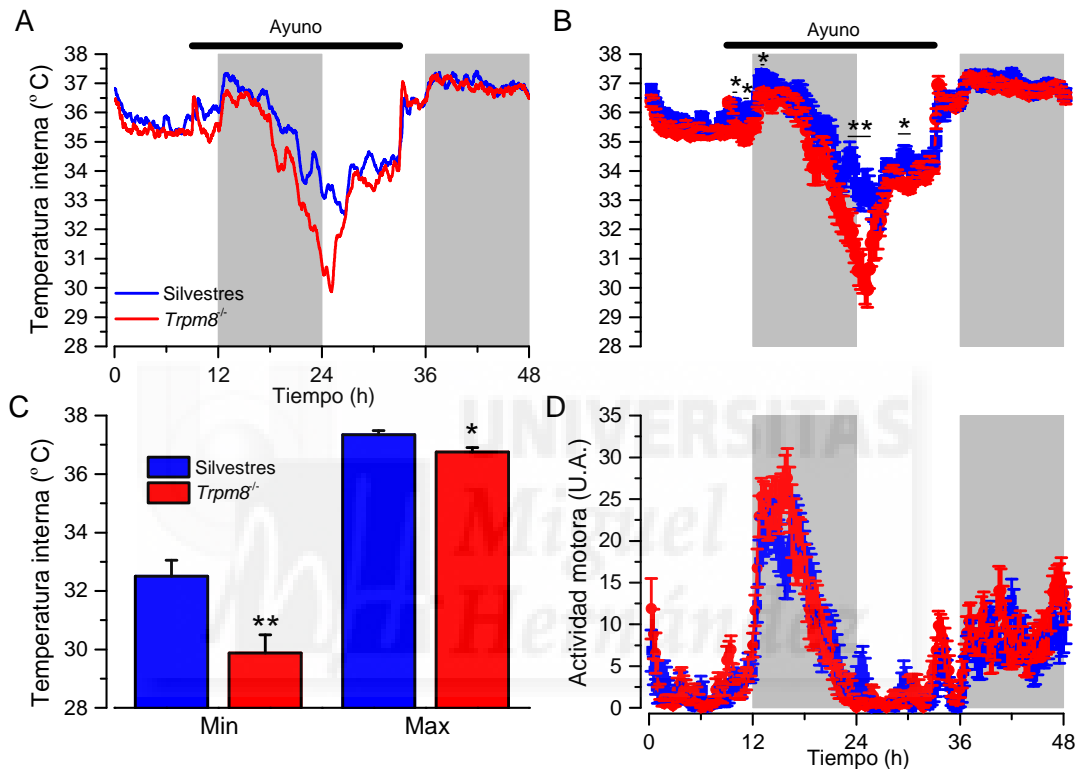 A
Ayuno
Temperatura interna (º C)
38
37
36
35
34
33
32
31
30
29
28
Silvestres
Trpm8-/-
0
12
24
36
48
Tiempo (h)
B
Ayuno
*
*
*
**
*
Temperatura interna (º C)
38
37
36
35
34
33
32
31
30
29
28
C
Temperatura interna (º C)
38
36
34
32
30
28
Silvestres
Trpm8-/-
**
*
Min
Max
D
Actividad motora (U.A.)
35
30
25
20
15
10
5
0
0
12
24
36
48
Tiempo (h)
UNIVERSITAS
Miguel
Hernández